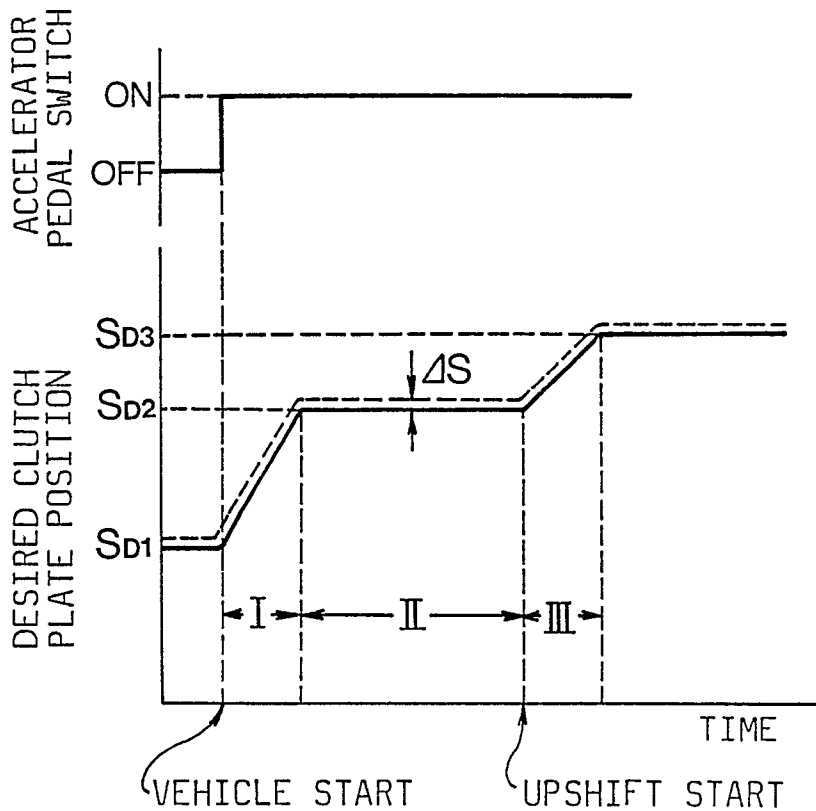 ACCELERATOR
PEDAL SWITCH
ON
OFF
DESIRED CLUTCH
PLATE POSITION
SD3
SD2
SD1
ΔS
I
II
III
TIME
VEHICLE START
UPSHIFT START